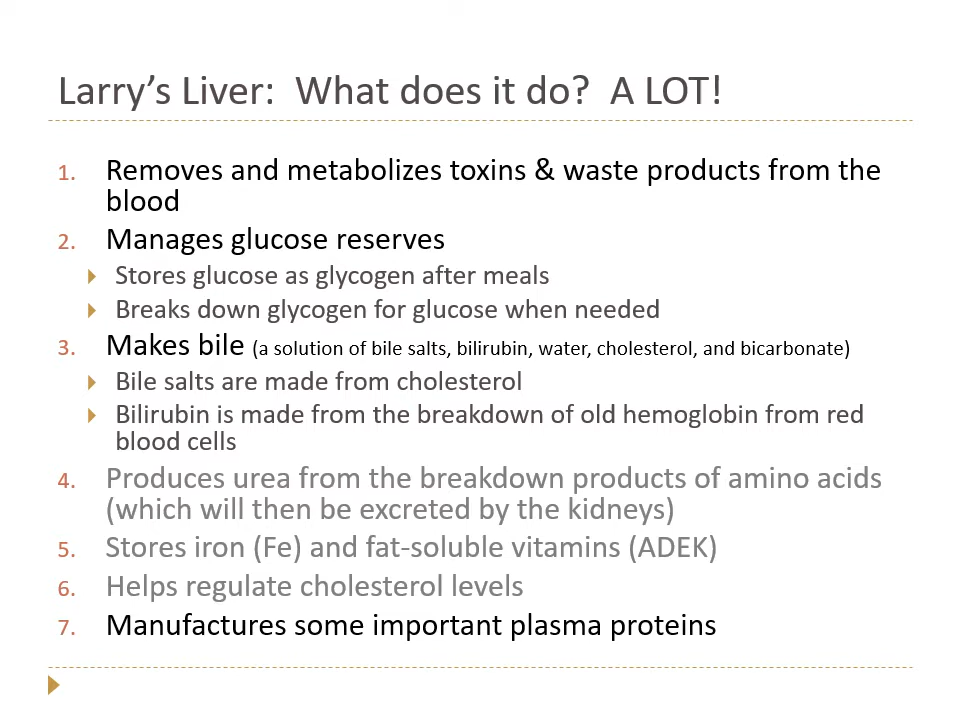 Larry’s Liver:  What does it do?  A LOT!
1. Removes and metabolizes toxins & waste products from the
blood
2. Manages glucose reserves
Stores glucose as glycogen after meals
Breaks down glycogen for glucose when needed
3. Makes bile (a solution of bile salts, bilirubin, water, cholesterol, and bicarbonate)
Bile salts are made from cholesterol
Bilirubin is made from the breakdown of old hemoglobin from red
blood cells
4. Produces urea from the breakdown products of amino acids
(which will then be excreted by the kidneys)
5. Stores iron (Fe) and fat-soluble vitamins (ADEK)
6. Helps regulate cholesterol levels
7. Manufactures some important plasma proteins